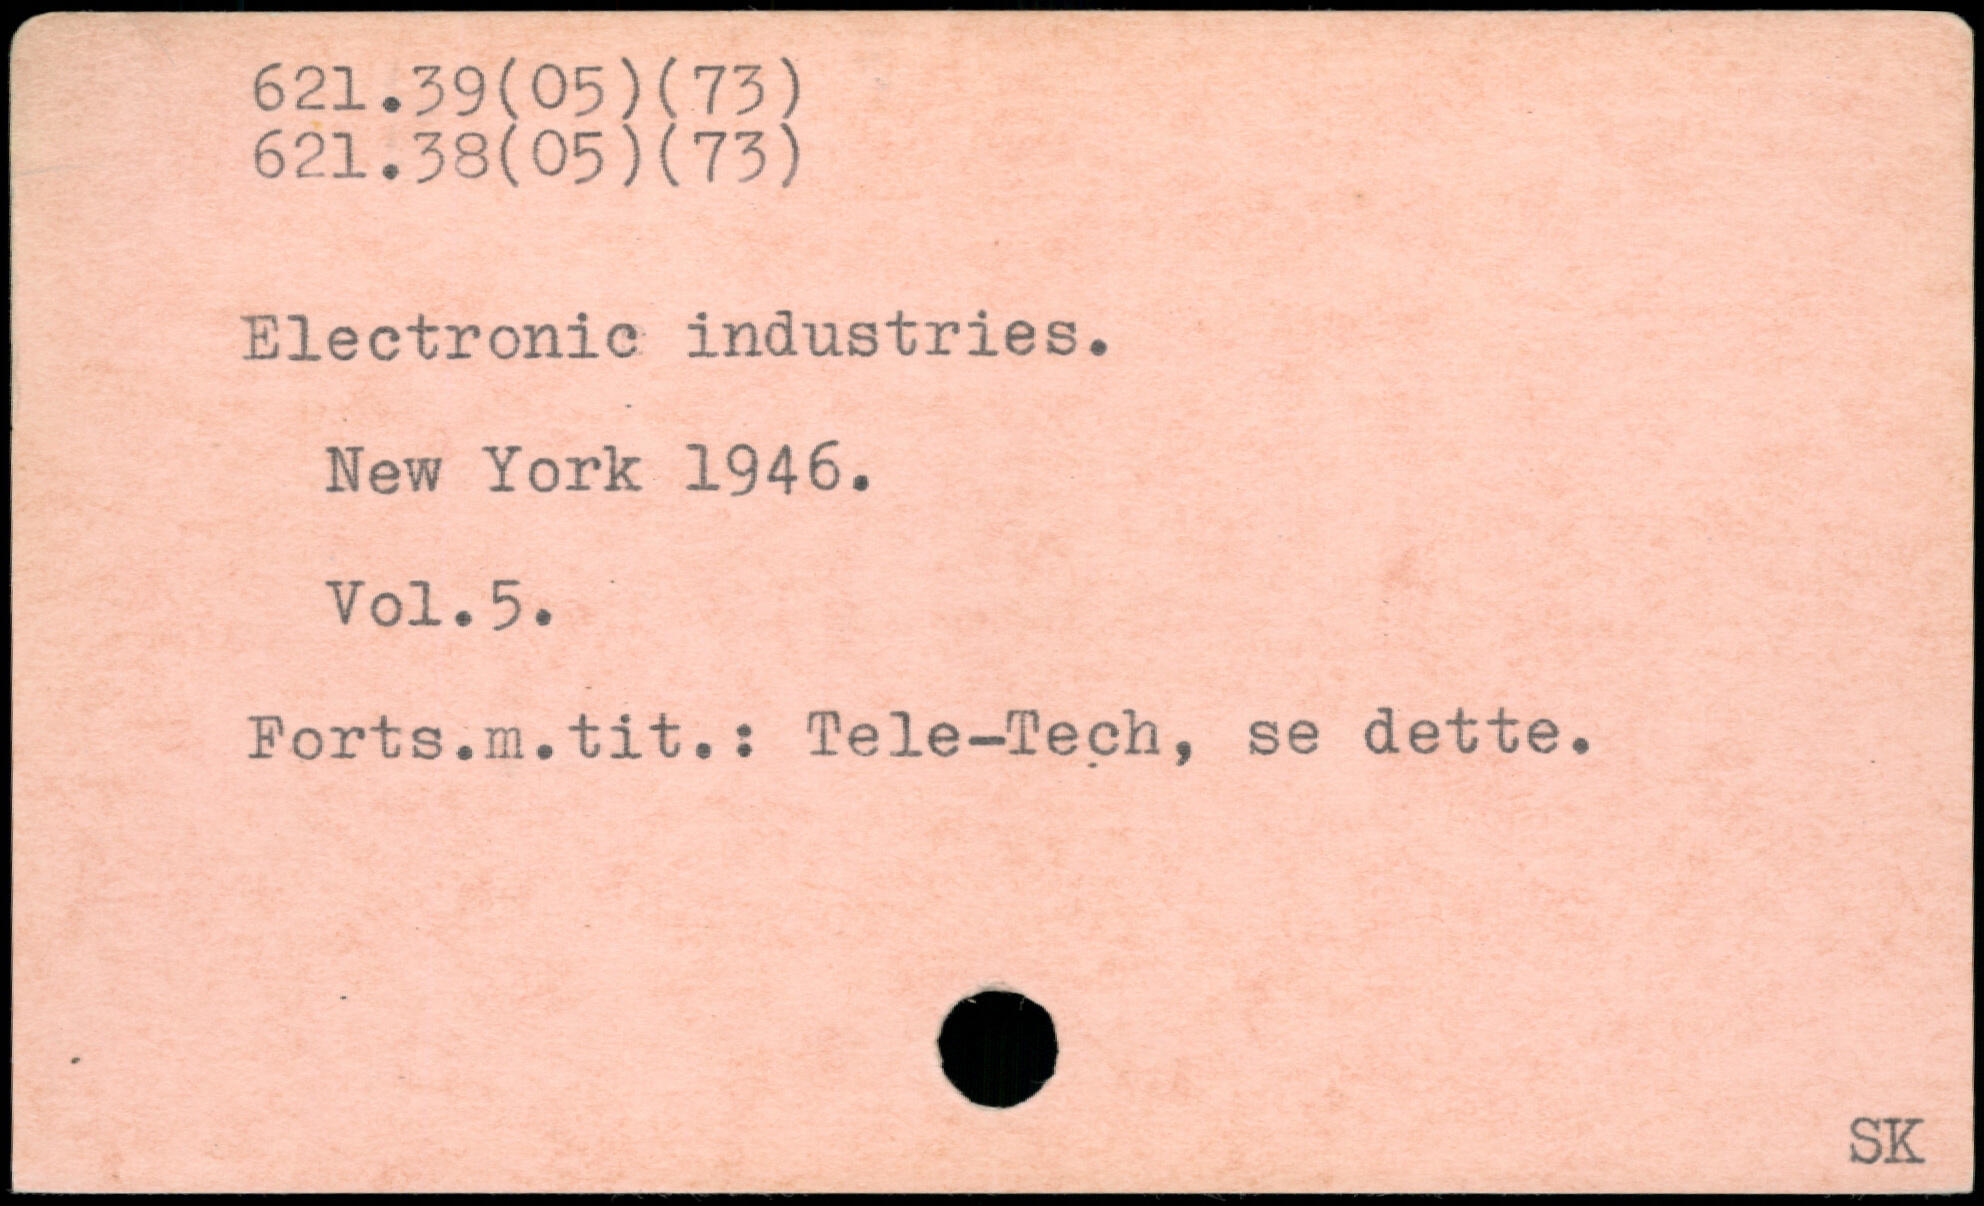 621.39(05)(73)
621.38(05)(73)
Electronic industries.
New York 1946.
Vol.5.
Forts.m.tit.: Tele-Tech, se dette.
SK